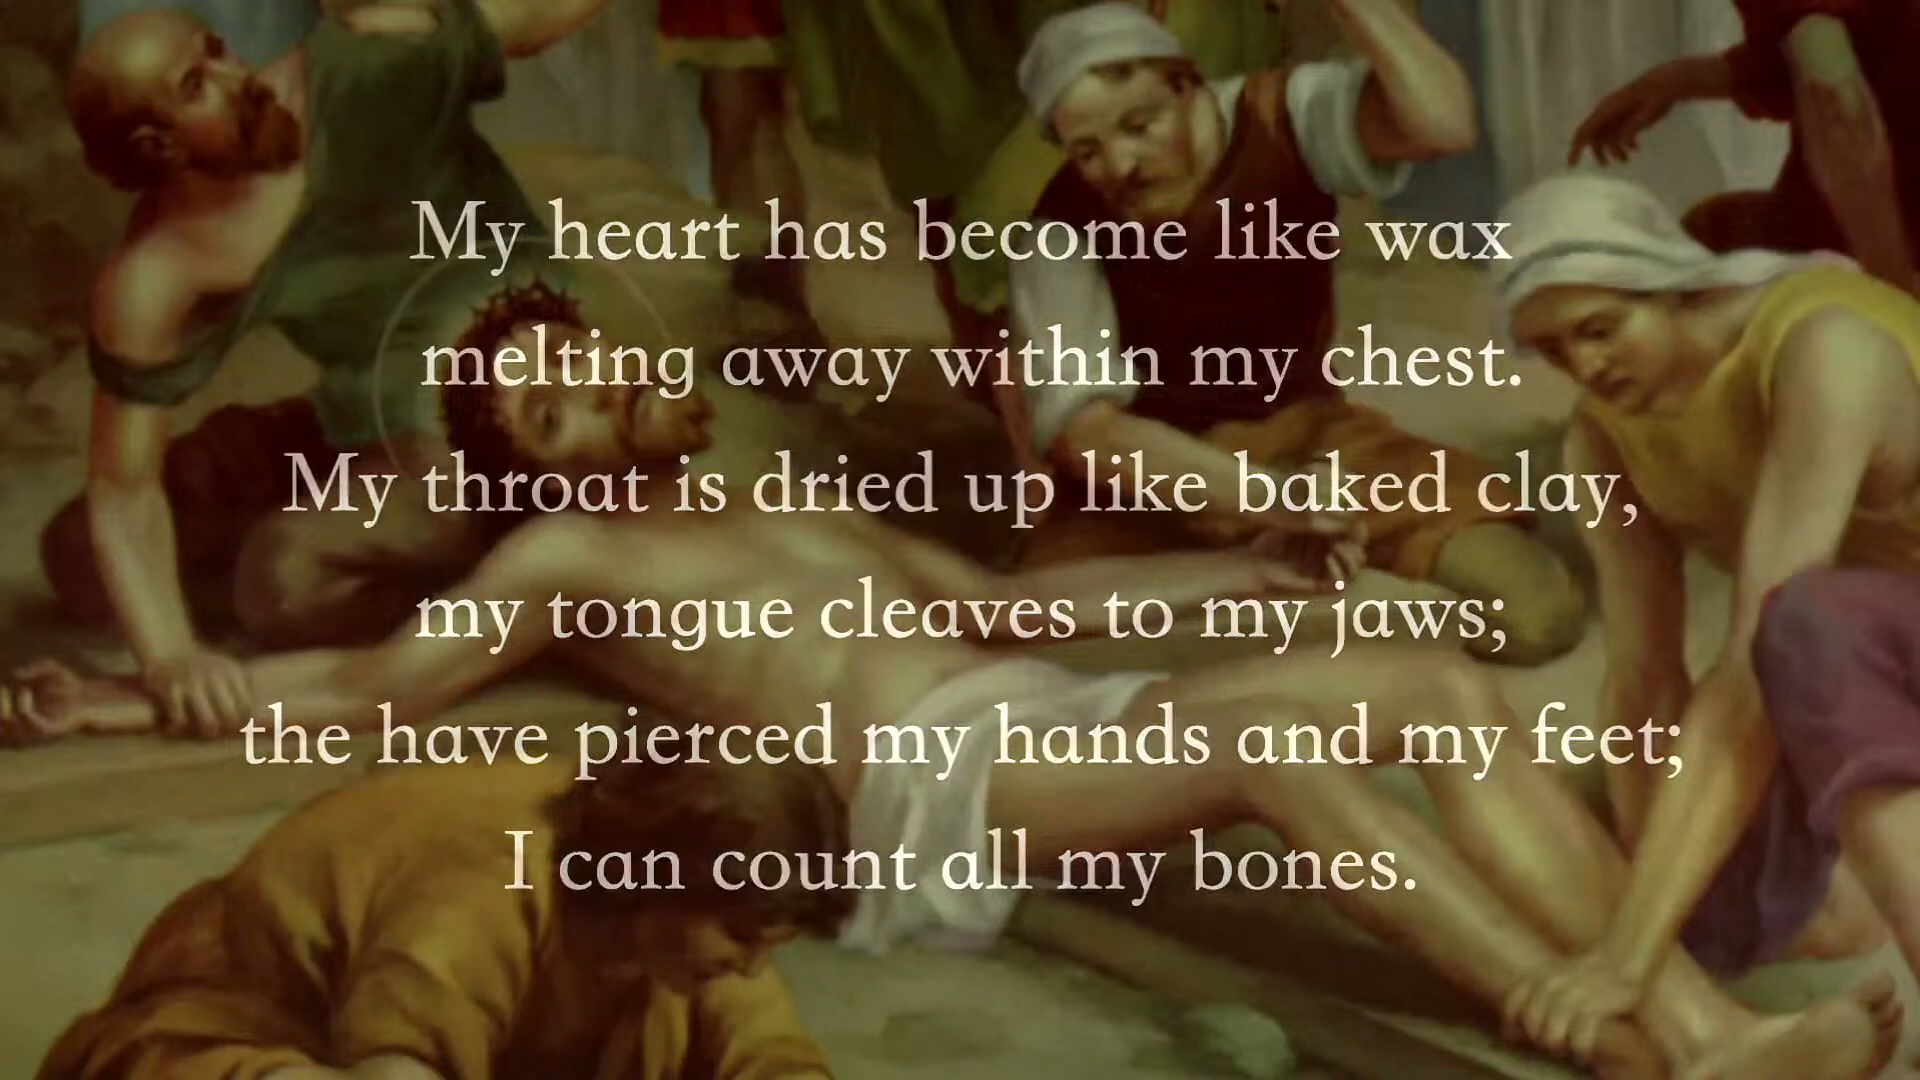 My heart has become like wax
melting away within my chest.
My throat is dried up like baked clay,
my tongue cleaves to my jaws;
the have pierced my hands and my feet;
I can count all my bones.